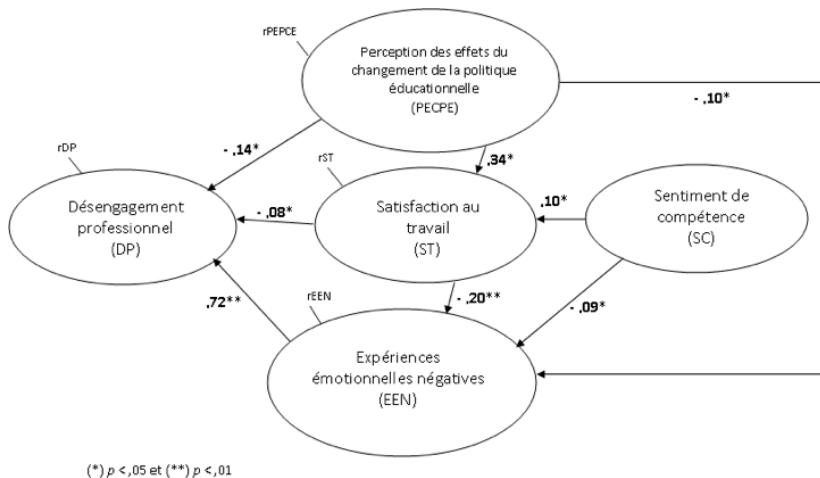 rPEPCE
Perception des effets du
changement de la politique
éducationnelle
(PECPE)
- ,10*
- ,14*
rDP
rST
,34*
Désengagement
professionnel
(DP)
- ,08*
Satisfaction au
travail
(ST)
,10*
Sentiment de
compétence
(SC)
,72**
rEEN
- ,20**
- ,09*
Expériences
émotionnelles négatives
(EEN)
(*) p <,05 et (**) p <,01